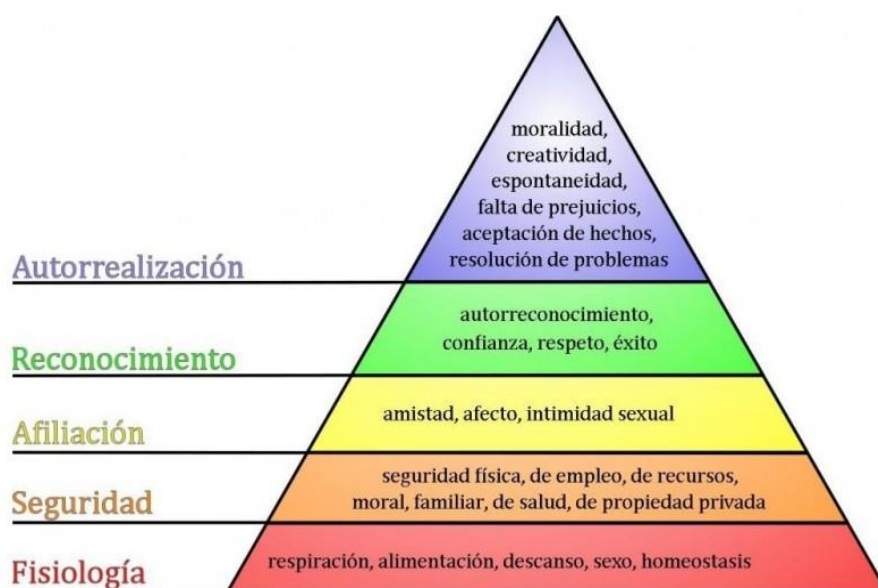 moralidad,
creatividad,
espontaneidad,
falta de prejuicios,
aceptación de hechos,
resolución de problemas
Autorrealización
autorreconocimiento,
confianza, respeto, éxito
Reconocimiento
amistad, afecto, intimidad sexual
Afiliación
seguridad física, de empleo, de recursos,
moral, familiar, de salud, de propiedad privada
Seguridad
respiración, alimentación, descanso, sexo, homeostasis
Fisiología